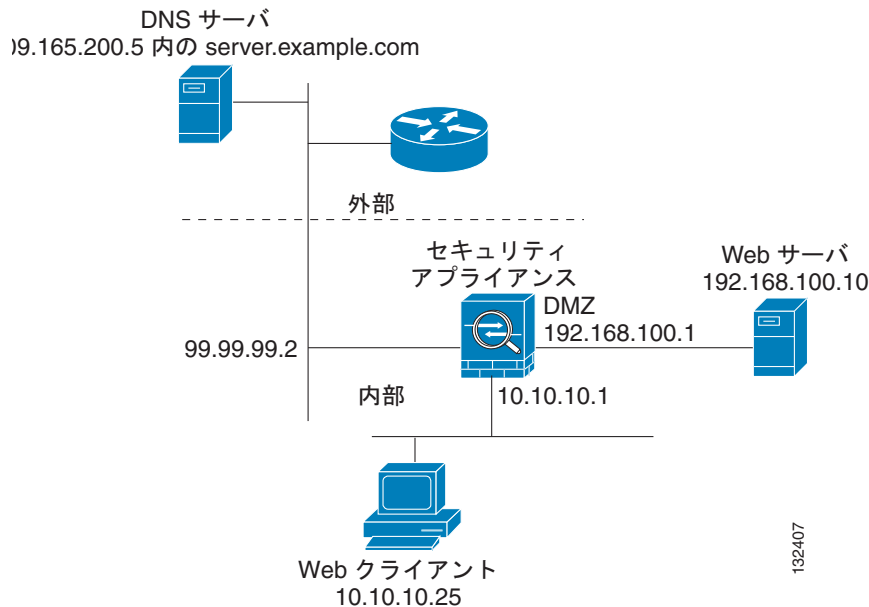 DNS サーバ
09.165.200.5 内の server.example.com
外部
セキュリティ
アプライアンス
Web サーバ
192.168.100.10
DMZ
192.168.100.1
99.99.99.2
内部
10.10.10.1
Web クライアント
10.10.10.25
132407